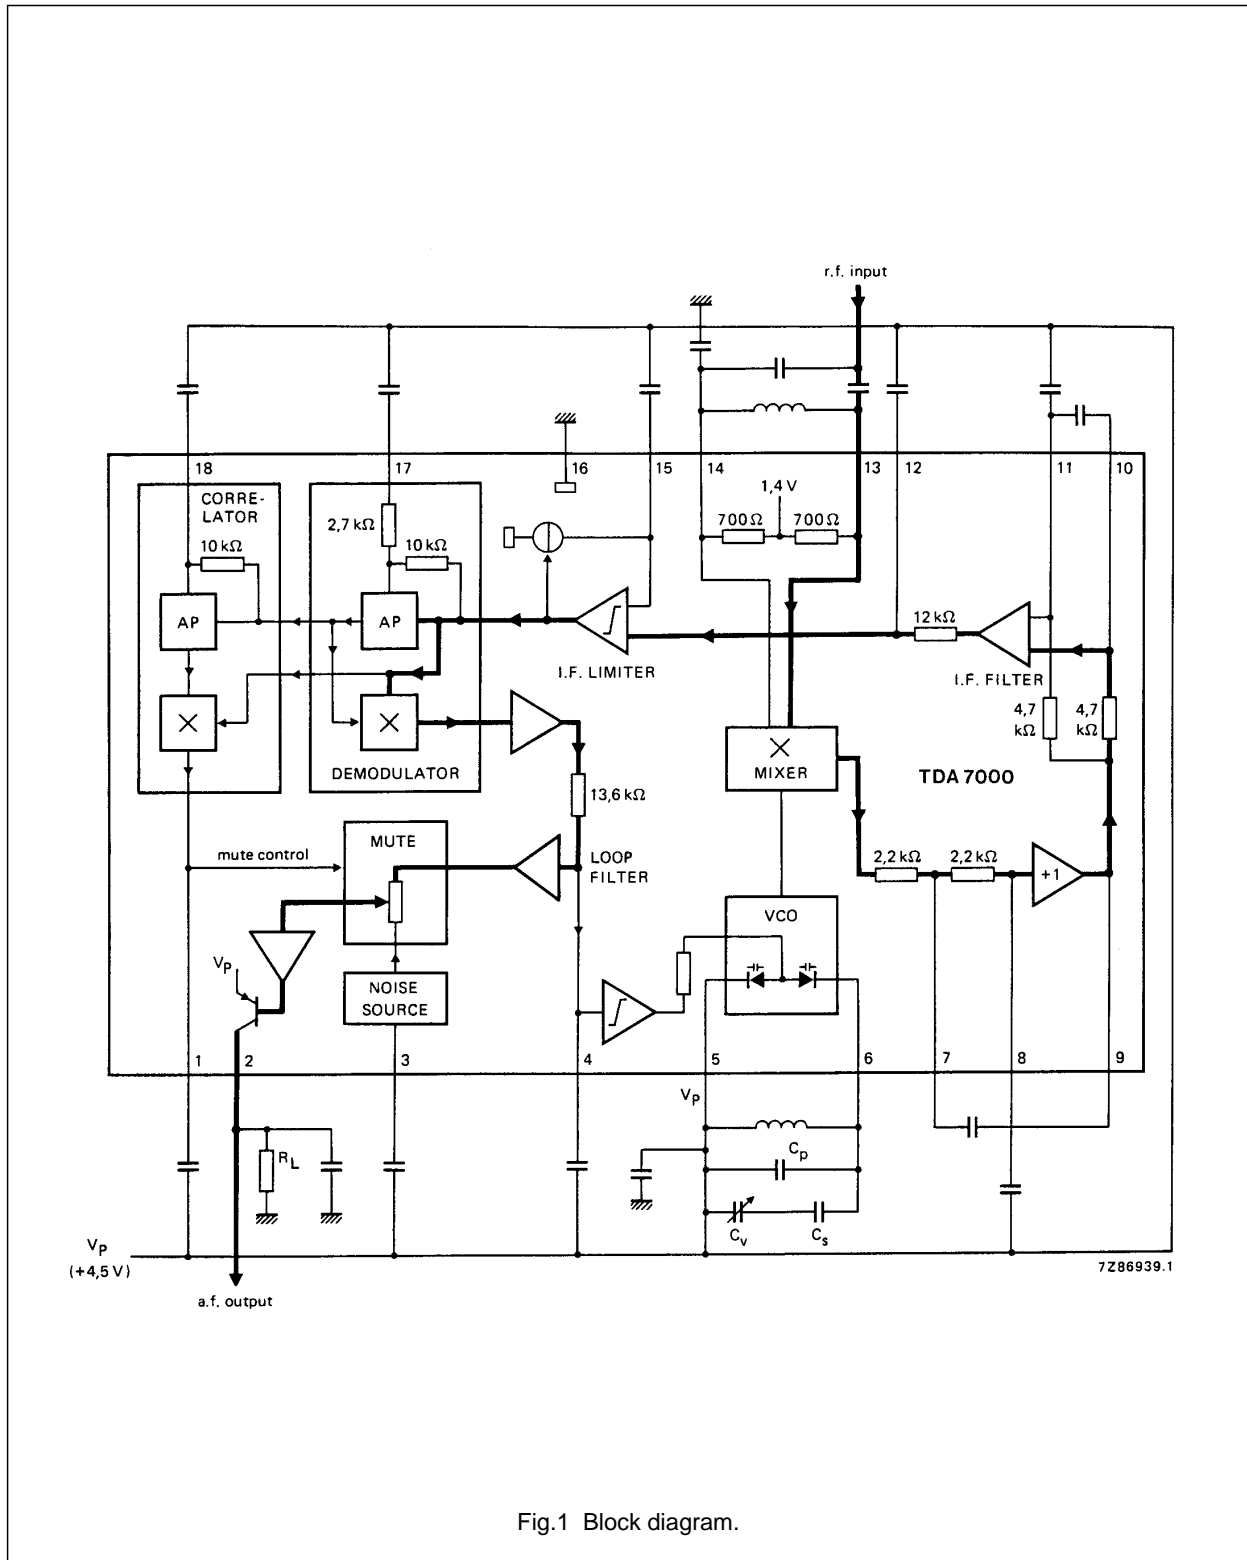 r.f. input
18
17
16
15
14
13
12
11
10
CORRE-
LATOR
2,7 kΩ
10 kΩ
10 kΩ
1,4 V
700 Ω
700 Ω
AP
AP
12 kΩ
I.F. LIMITER
I.F. FILTER
4,7
kΩ
4,7
kΩ
MIXER
DEMODULATOR
TDA 7000
13,6 kΩ
mute control
MUTE
LOOP
FILTER
2,2 kΩ
2,2 kΩ
+1
VCO
VP
NOISE
SOURCE
1
2
3
4
5
6
7
8
9
VP
RL
Cp
Cv
Cs
VP
(+4,5 V)
7Z86939.1
a.f. output
Fig.1 Block diagram.